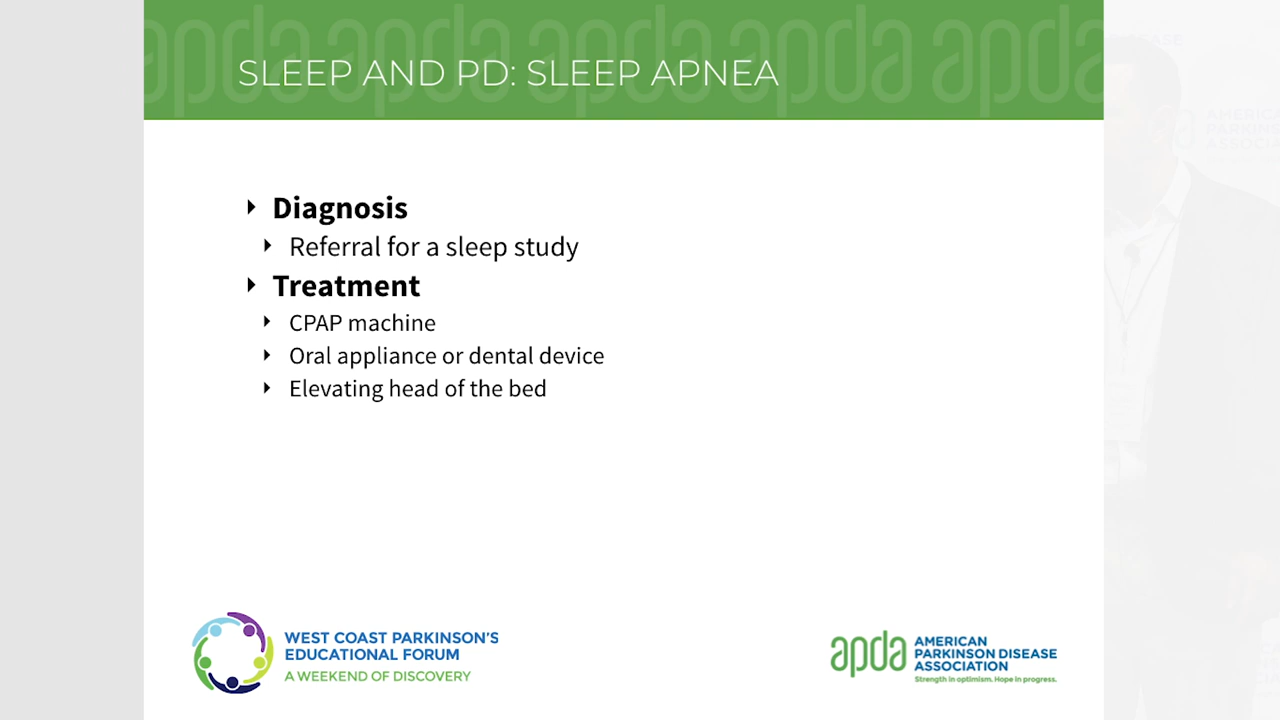 SLEEP AND PD: SLEEP APNEA
Diagnosis
Referral for a sleep study
Treatment
CPAP machine
Oral appliance or dental device
Elevating head of the bed
WEST COAST PARKINSON'S
EDUCATIONAL FORUM
A WEEKEND OF DISCOVERY
apda
AMERICAN
PARKINSON DISEASE
ASSOCIATION
Strength in optimism. Hope in progress.